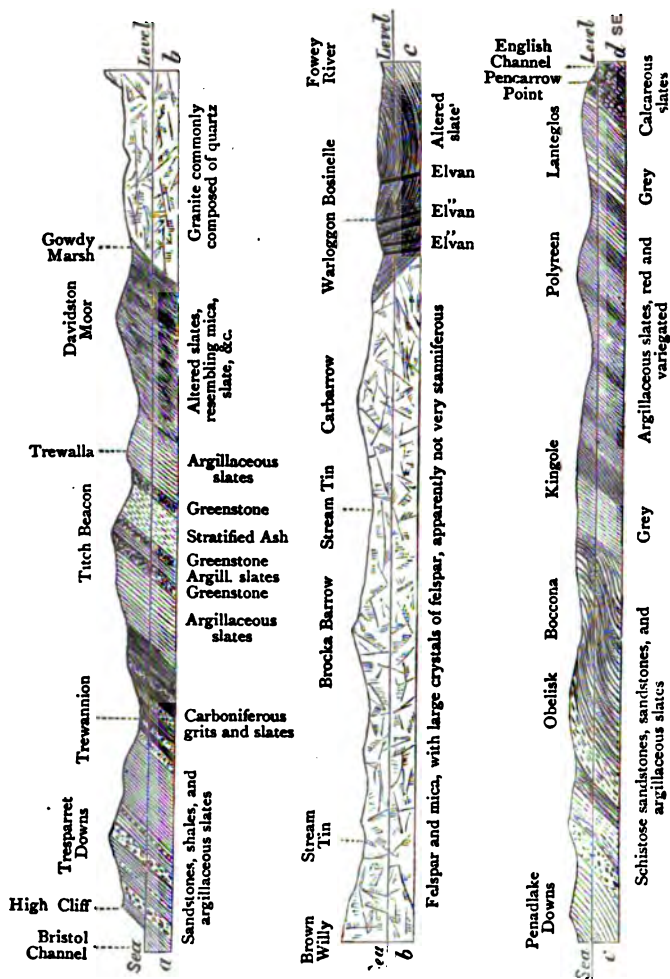 Bristol
Channel
High Cliff
Tresparret
Downs
Trewannion
Titch Beacon
Trewalla
Davidston
Moor
Gowdy
Marsh
Sea
Level
a
b
Sandstones, shales, and
argillaceous slates
Carboniferous
grits and slates
Argillaceous
slates
Greenstone
Argill. slates
Greenstone
Stratified Ash
Greenstone
Argillaceous
slates
Altered slates,
resembling mica,
slate, &c.
Granite commonly
composed of quartz
Brown
Willy
Stream
Tin
Brocka Barrow
Stream Tin
Carbarrow
Warloggon Bosinelle
Fowey
River
Sea
Level
b
c
Felspar and mica, with large crystals of felspar, apparently not very stanniferous
Elvan
Elvan
"
Elvan
"
Altered
slate'
Penadlake
Downs
Obelisk
Boccona
Kingole
Polyreen
Lanteglos
English
Channel
Pencarrow
Point
Sea
Level
c
d SE
Schistose sandstones, sandstones, and
argillaceous slates
Grey
Argillaceous slates, red and
variegated
Grey
Calcareous
slates